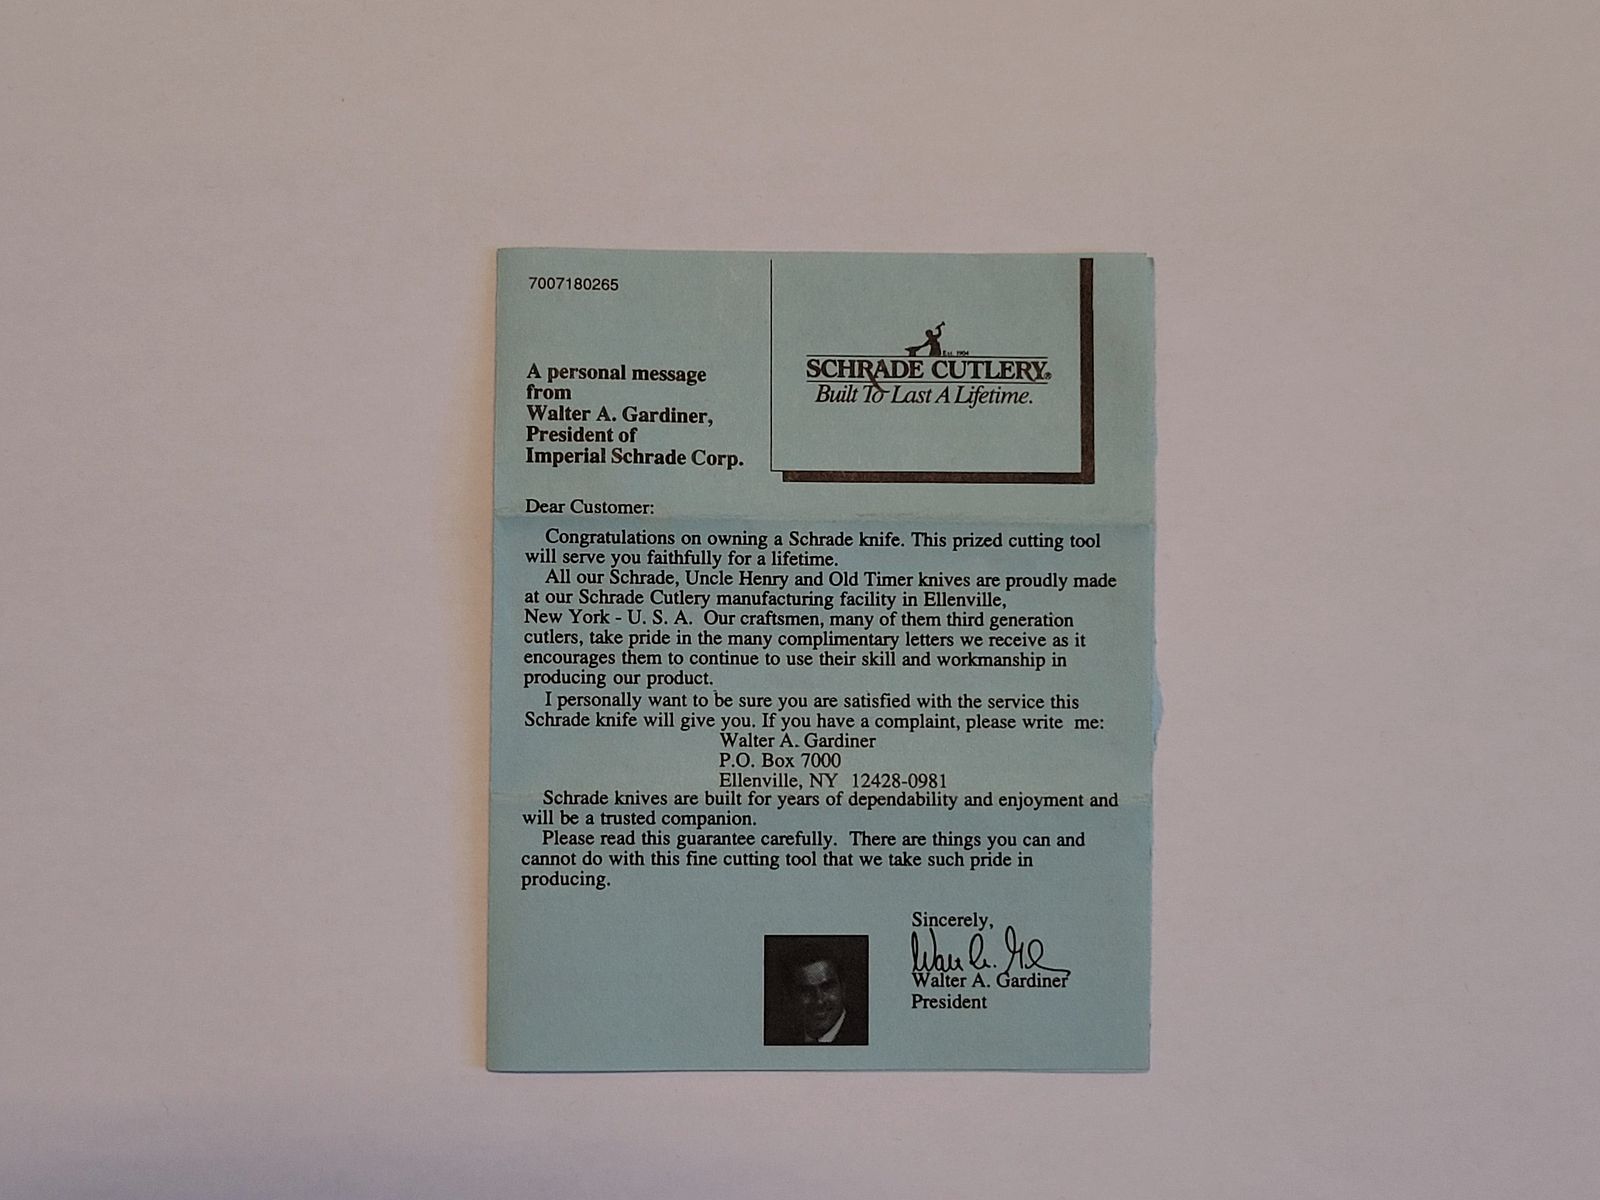 7007180265
A personal message
from
Walter A. Gardiner,
President of
Imperial Schrade Corp.
Est. 1904
SCHRADE CUTLERY®
Built To Last A Lifetime.
Dear Customer:
Congratulations on owning a Schrade knife. This prized cutting tool
will serve you faithfully for a lifetime.
All our Schrade, Uncle Henry and Old Timer knives are proudly made
at our Schrade Cutlery manufacturing facility in Ellenville,
New York - U. S. A. Our craftsmen, many of them third generation
cutlers, take pride in the many complimentary letters we receive as it
encourages them to continue to use their skill and workmanship in
producing our product.
I personally want to be sure you are satisfied with the service this
Schrade knife will give you. If you have a complaint, please write me:
Walter A. Gardiner
P.O. Box 7000
Ellenville, NY 12428-0981
Schrade knives are built for years of dependability and enjoyment and
will be a trusted companion.
Please read this guarantee carefully. There are things you can and
cannot do with this fine cutting tool that we take such pride in
producing.
Sincerely,
Walter A. Gardiner
President